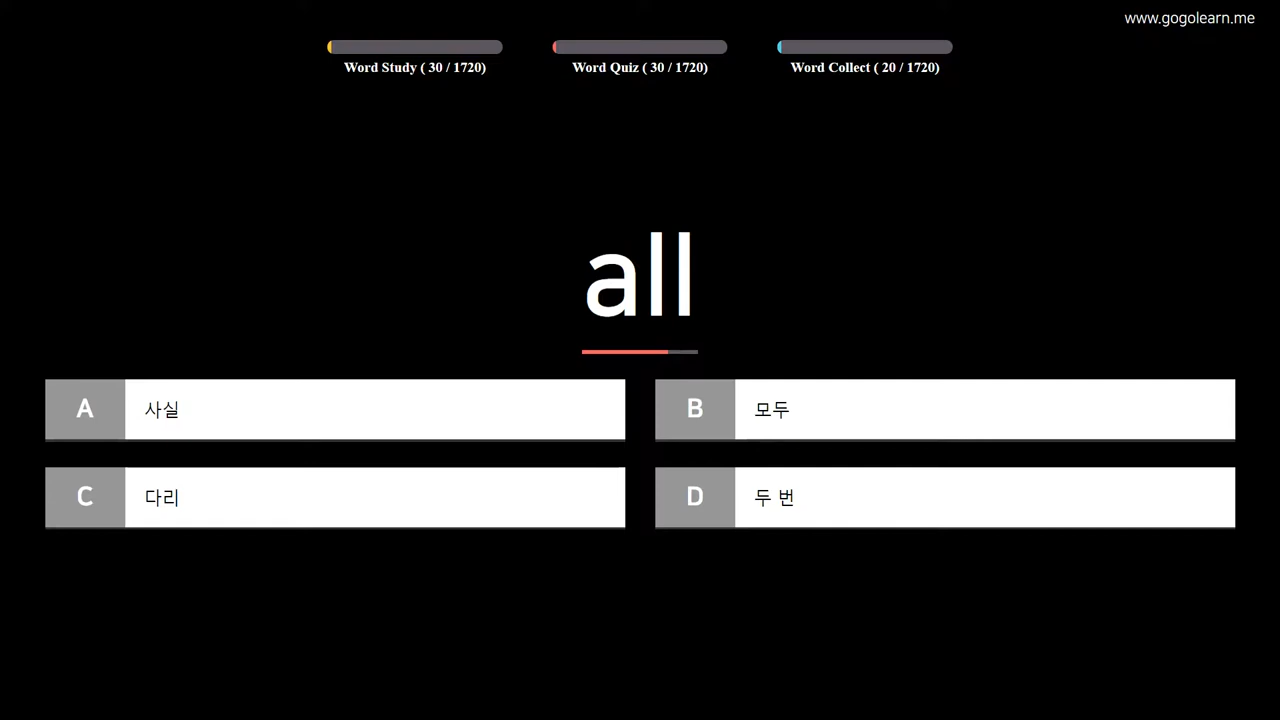 www.gogolearn.me
Word Study ( 30 / 1720)
Word Quiz ( 30 / 1720)
Word Collect ( 20 / 1720)
all
A 사실
B 모두
C 다리
D 두 번